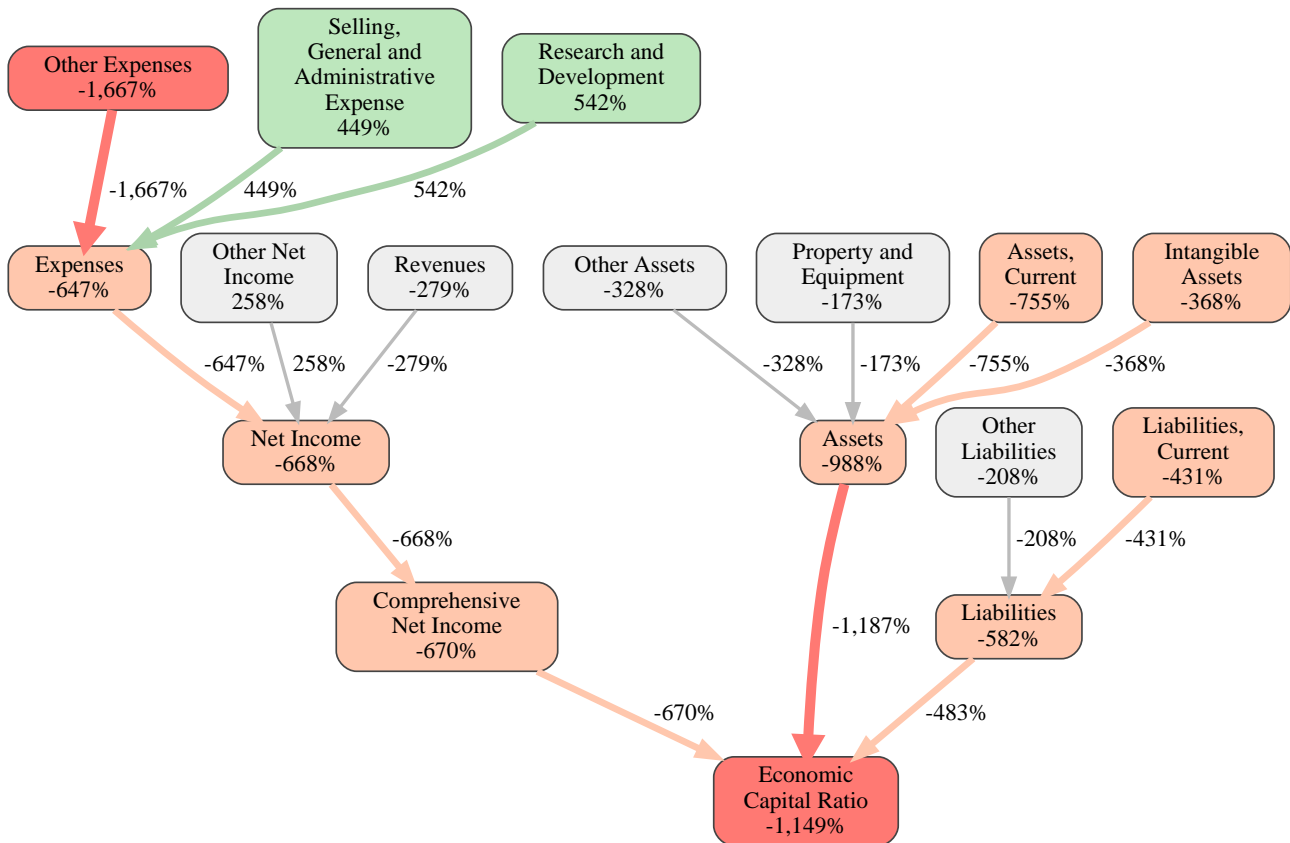 Other Expenses
-1,667%
Selling,
General and
Administrative
Expense
449%
Research and
Development
542%
-1,667%
449%
542%
Expenses
-647%
Other Net
Income
258%
Revenues
-279%
Other Assets
-328%
Property and
Equipment
-173%
Assets,
Current
-755%
Intangible
Assets
-368%
-647%
258%
-279%
-328%
-173%
-755%
-368%
Net Income
-668%
Assets
-988%
Other
Liabilities
-208%
Liabilities,
Current
-431%
-668%
-1,187%
-208%
-431%
Comprehensive
Net Income
-670%
Liabilities
-582%
-670%
-483%
Economic
Capital Ratio
-1,149%